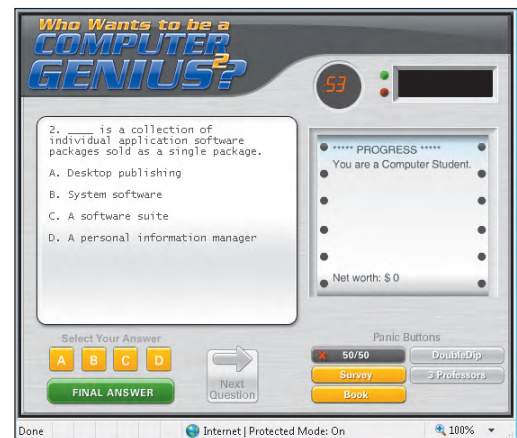 Who Wants to be a
COMPUTER
GENIUS2?
53
2. ____ is a collection of
individual application software
packages sold as a single package.
A. Desktop publishing
B. System software
C. A software suite
D. A personal information manager
***** PROGRESS *****
You are a Computer Student.
Net worth: $ 0
Select Your Answer
A B C D
FINAL ANSWER
Next
Question
Panic Buttons
X 50/50 DoubleDip
Survey 3 Professors
Book
Done Internet | Protected Mode: On 100%